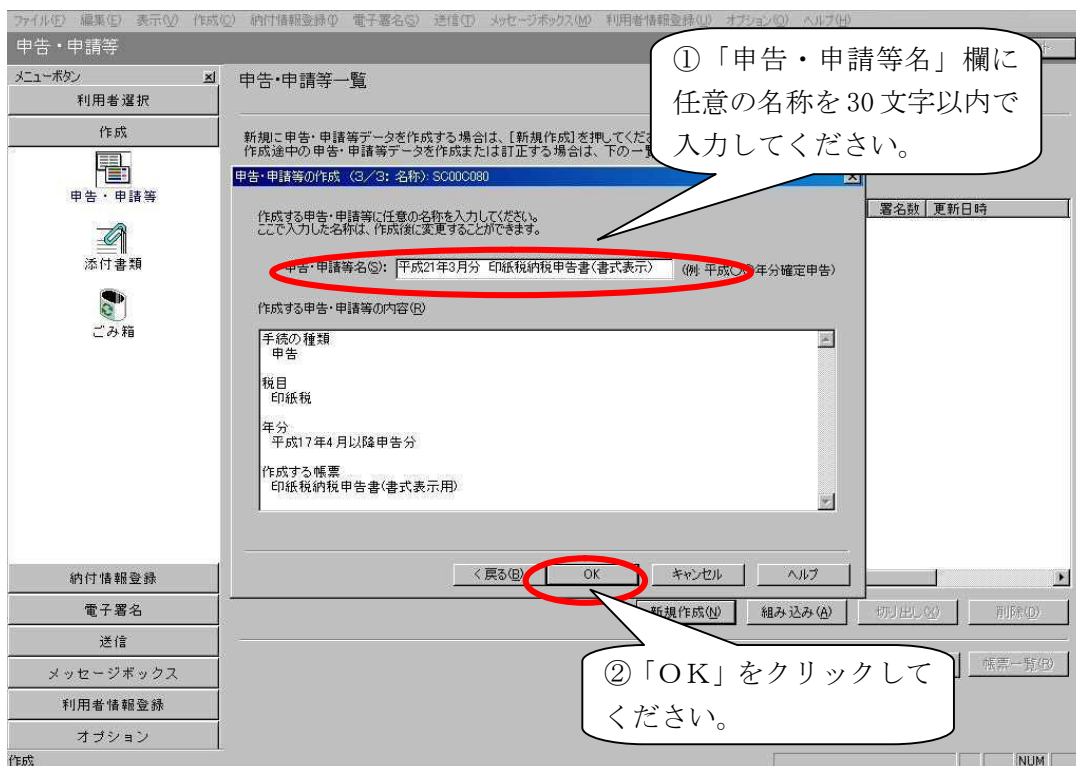 ファイル(F) 編集(E) 表示(V) 作成(C) 納付情報登録(I) 電子署名(S) 送信(T) メッセージボックス(M) 利用者情報登録(U) オプション(O) ヘルプ(H)
申告・申請等
メニューボタン
利用者選択
作成
申告・申請等
添付書類
ごみ箱
納付情報登録
電子署名
送信
メッセージボックス
利用者情報登録
オプション
申告・申請等一覧
新規に申告・申請等データを作成する場合は、[新規作成]を押してくだ
作成途中の申告・申請等データを作成または訂正する場合は、下の一
①「申告・申請等名」欄に
任意の名称を30文字以内で
入力してください。
署名数 更新日時
申告・申請等の作成 (3/3: 名称): SC00C080
作成する申告・申請等に任意の名称を入力してください。
ここで入力した名称は、作成後に変更することができます。
申告・申請等名(S): 平成21年3月分 印紙税納税申告書(書式表示) (例: 平成○○年分確定申告)
作成する申告・申請等の内容(R)
手続の種類
申告
税目
印紙税
年分
平成17年4月以降申告分
作成する帳票
印紙税納税申告書(書式表示用)
<戻る(B) OK キャンセル ヘルプ
新規作成(N) 組み込み(A) 切り出し(X) 削除(D)
帳票一覧(R)
②「OK」をクリックして
ください。
作成 NUM